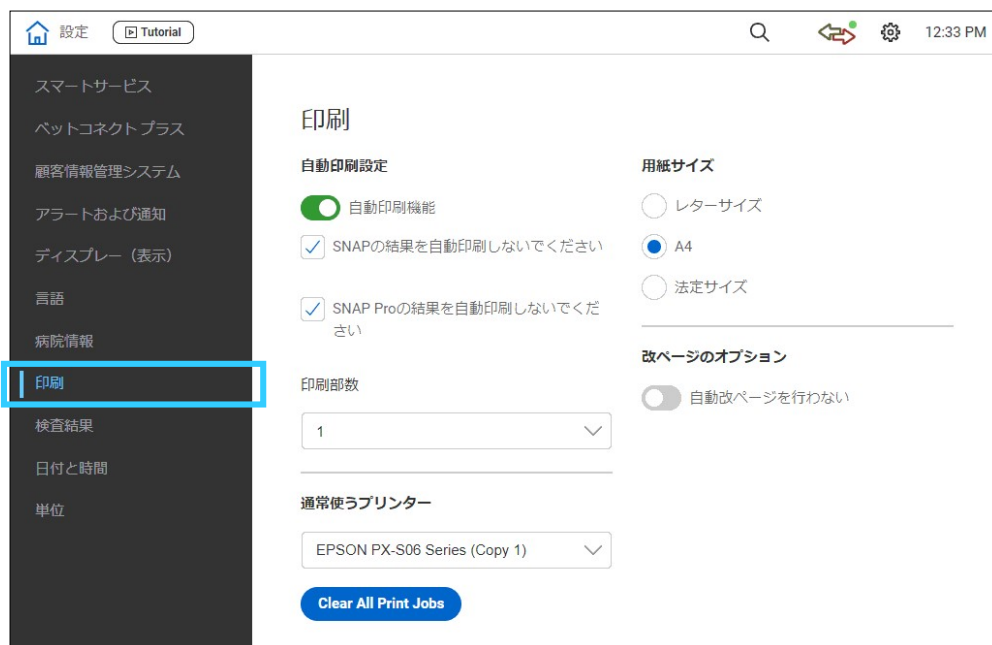 設定
Tutorial
12:33 PM
スマートサービス
ベットコネクト プラス
顧客情報管理システム
アラートおよび通知
ディスプレー（表示）
言語
病院情報
印刷
検査結果
日付と時間
単位
印刷
自動印刷設定
自動印刷機能
SNAPの結果を自動印刷しないでください
SNAP Proの結果を自動印刷しないでくだ
さい
印刷部数
1
通常使うプリンター
EPSON PX-S06 Series (Copy 1)
Clear All Print Jobs
用紙サイズ
レターサイズ
A4
法定サイズ
改ページのオプション
自動改ページを行わない